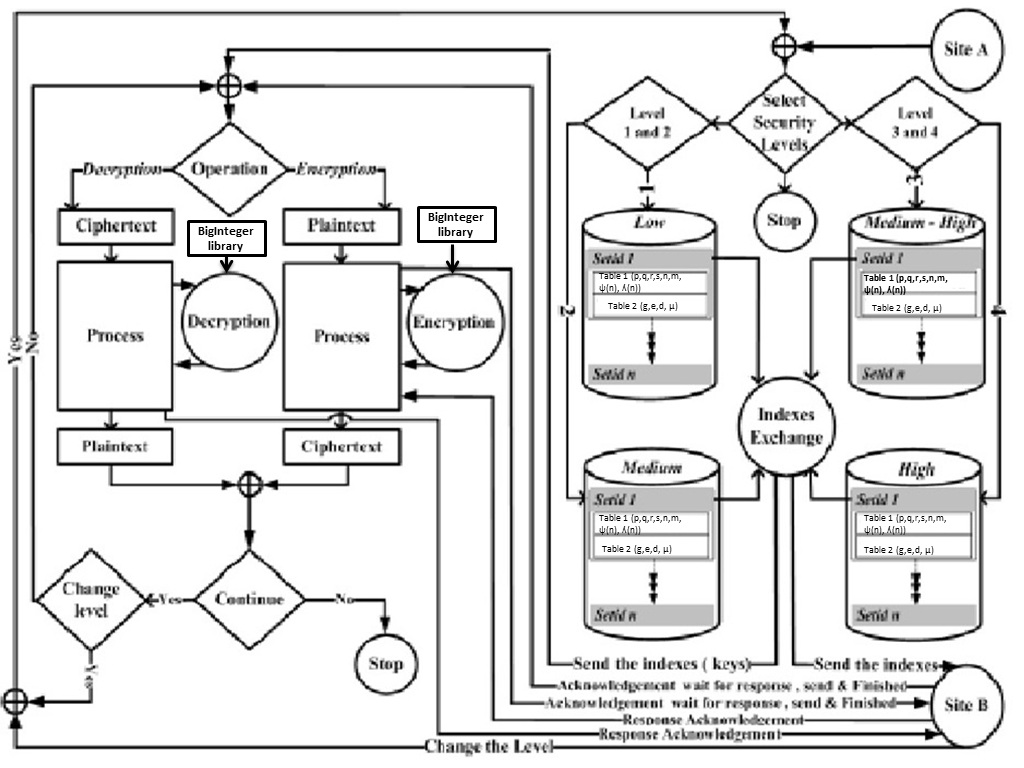 Site A
Select
Security
Levels
Level
1 and 2
Level
3 and 4
1
3
Stop
2
4
Low
Setid 1
Table 1 (p,q,r,s,n,m,
ψ(n), ʎ(n))
Table 2 (g,e,d, µ)
Setid n
Medium - High
Setid 1
Table 1 (p,q,r,s,n,m,
ψ(n), ʎ(n))
Table 2 (g,e,d, µ)
Setid n
Indexes
Exchange
Medium
Setid 1
Table 1 (p,q,r,s,n,m,
ψ(n), ʎ(n))
Table 2 (g,e,d, µ)
Setid n
High
Setid 1
Table 1 (p,q,r,s,n,m,
ψ(n), ʎ(n))
Table 2 (g,e,d, µ)
Setid n
Decryption
Operation
Encryption
Ciphertext
BigInteger
library
Plaintext
BigInteger
library
Process
Decryption
Process
Encryption
Plaintext
Ciphertext
Yes
No
Change
level
Yes
Continue
No
Stop
Yes
Send the indexes ( keys)
Send the indexes
Acknowledgement wait for response , send & Finished
Acknowledgement wait for response , send & Finished
Response Acknowledgement
Response Acknowledgement
Change the Level
Site B